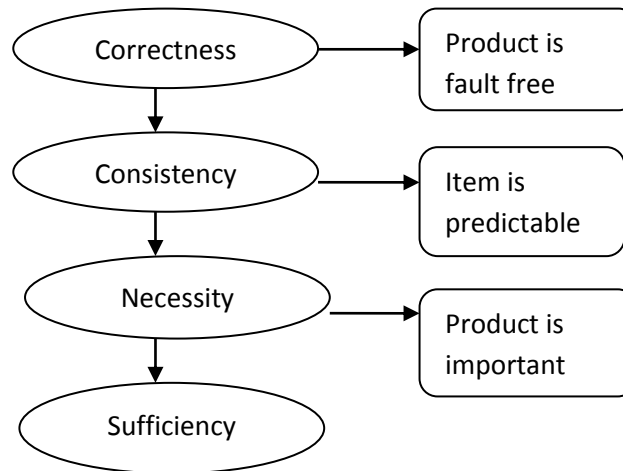 Correctness
Product is
fault free
Consistency
Item is
predictable
Necessity
Product is
important
Sufficiency